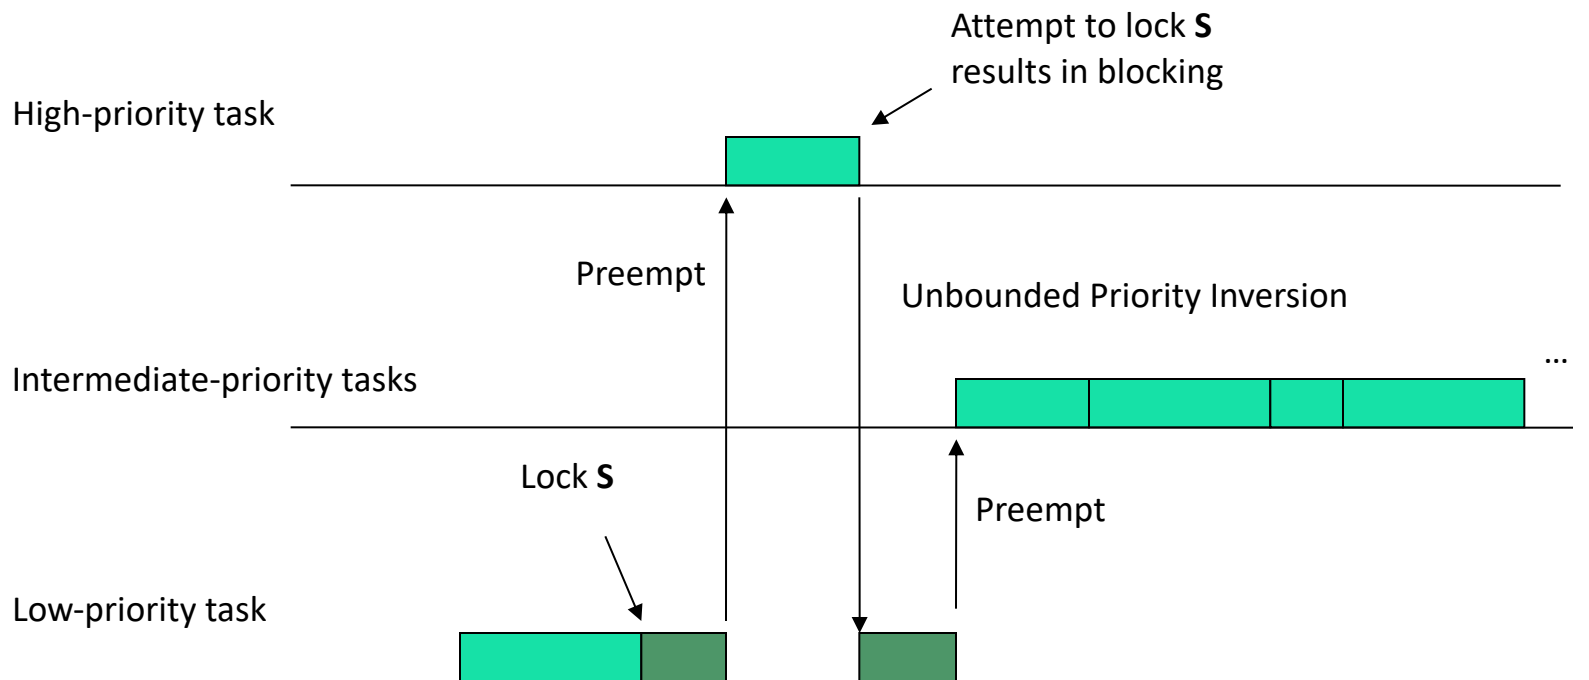 Attempt to lock S
results in blocking
High-priority task
Preempt
Unbounded Priority Inversion
...
Intermediate-priority tasks
Lock S
Preempt
Low-priority task